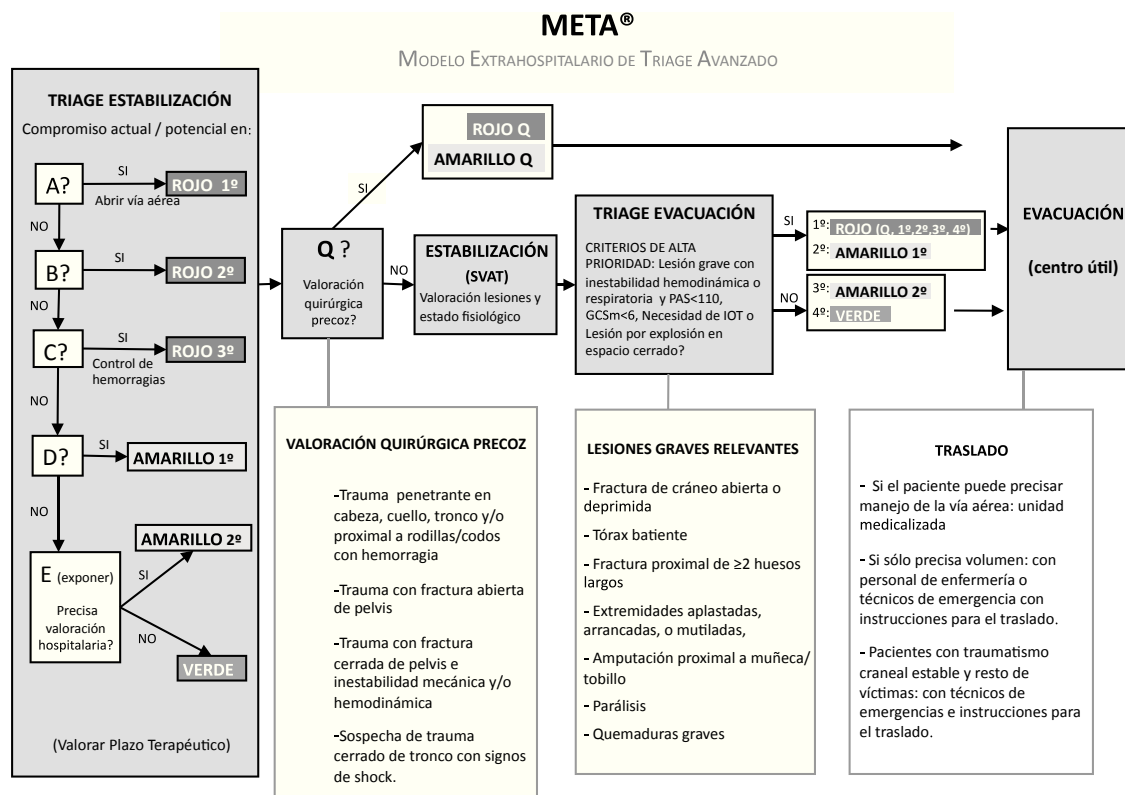 META®
MODELO EXTRAHOSPITALARIO DE TRIAGE AVANZADO
TRIAGE ESTABILIZACIÓN
Compromiso actual / potencial en:
A?
SI
Abrir vía aérea
ROJO 1º
NO
B?
SI
ROJO 2º
NO
C?
SI
Control de
hemorragias
ROJO 3º
NO
D?
SI
AMARILLO 1º
NO
E (exponer)
Precisa
valoración
hospitalaria?
SI
AMARILLO 2º
NO
VERDE
(Valorar Plazo Terapéutico)
Q ?
Valoración
quirúrgica
precoz?
SI
ROJO Q
AMARILLO Q
NO
ESTABILIZACIÓN
(SVAT)
Valoración lesiones y
estado fisiológico
TRIAGE EVACUACIÓN
CRITERIOS DE ALTA
PRIORIDAD: Lesión grave con
inestabilidad hemodinámica o
respiratoria y PAS<110,
GCSm<6, Necesidad de IOT o
Lesión por explosión en
espacio cerrado?
SI
1º: ROJO (Q, 1º,2º,3º, 4º)
2º: AMARILLO 1º
NO
3º: AMARILLO 2º
4º: VERDE
EVACUACIÓN
(centro útil)
VALORACIÓN QUIRÚRGICA PRECOZ
-Trauma penetrante en
cabeza, cuello, tronco y/o
proximal a rodillas/codos
con hemorragia
-Trauma con fractura abierta
de pelvis
-Trauma con fractura
cerrada de pelvis e
inestabilidad mecánica y/o
hemodinámica
-Sospecha de trauma
cerrado de tronco con signos
de shock.
LESIONES GRAVES RELEVANTES
- Fractura de cráneo abierta o
deprimida
- Tórax batiente
- Fractura proximal de ≥2 huesos
largos
- Extremidades aplastadas,
arrancadas, o mutiladas,
- Amputación proximal a muñeca/
tobillo
- Parálisis
- Quemaduras graves
TRASLADO
- Si el paciente puede precisar
manejo de la vía aérea: unidad
medicalizada
- Si sólo precisa volumen: con
personal de enfermería o
técnicos de emergencia con
instrucciones para el traslado.
- Pacientes con traumatismo
craneal estable y resto de
víctimas: con técnicos de
emergencias e instrucciones para
el traslado.